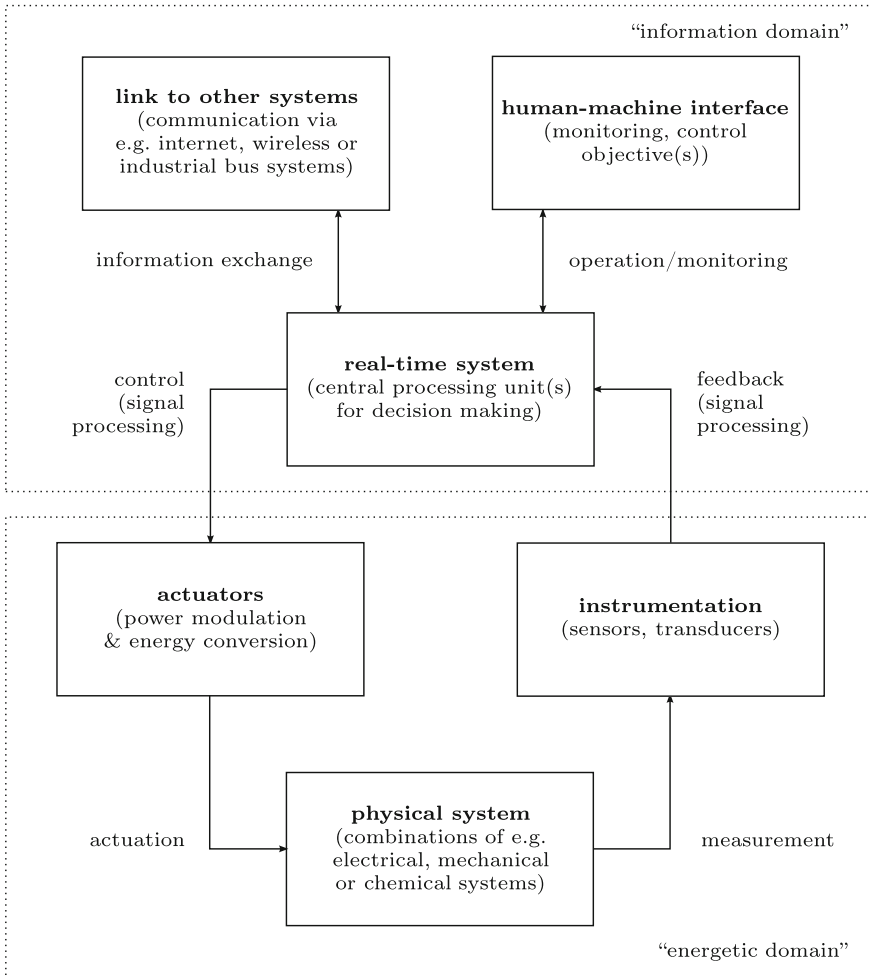 “information domain”
link to other systems
(communication via
e.g. internet, wireless or
industrial bus systems)
human-machine interface
(monitoring, control
objective(s))
information exchange
operation/monitoring
real-time system
(central processing unit(s)
for decision making)
control
(signal
processing)
feedback
(signal
processing)
actuators
(power modulation
& energy conversion)
instrumentation
(sensors, transducers)
physical system
(combinations of e.g.
electrical, mechanical
or chemical systems)
actuation
measurement
“energetic domain”